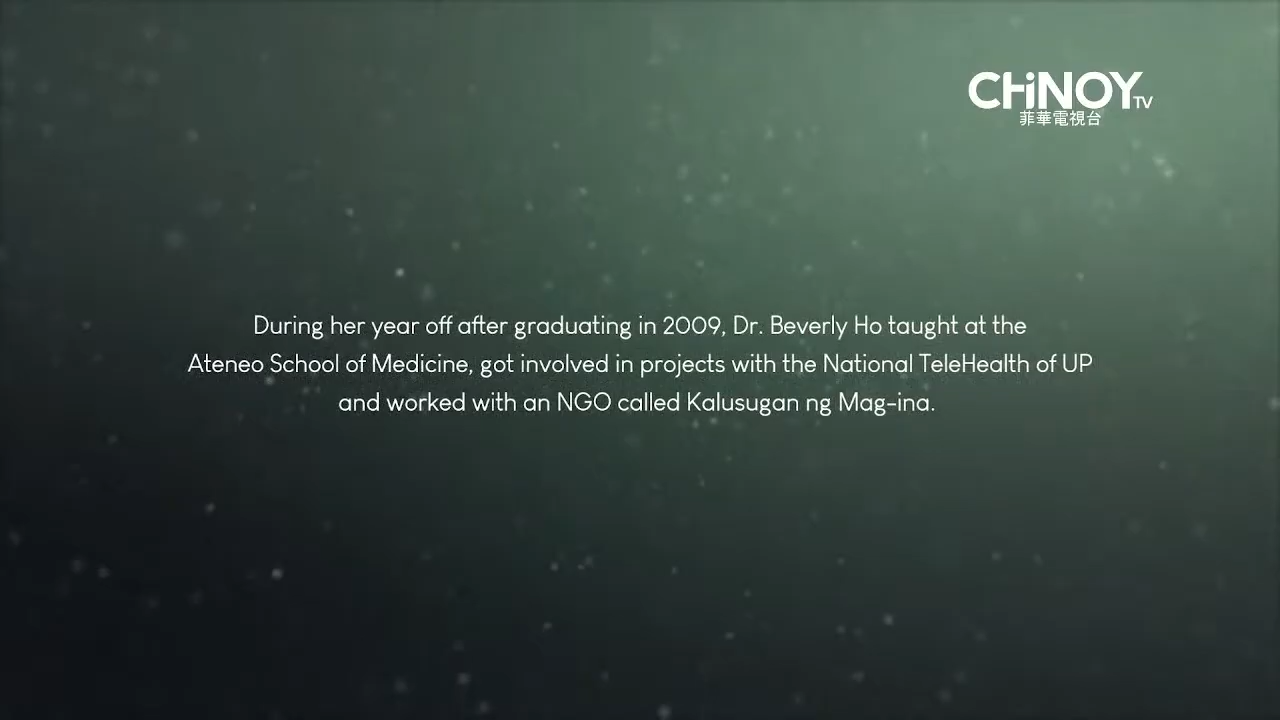 CHiNOY TV
菲華電視台
During her year off after graduating in 2009, Dr. Beverly Ho taught at the
Ateneo School of Medicine, got involved in projects with the National TeleHealth of UP
and worked with an NGO called Kalusugan ng Mag-ina.